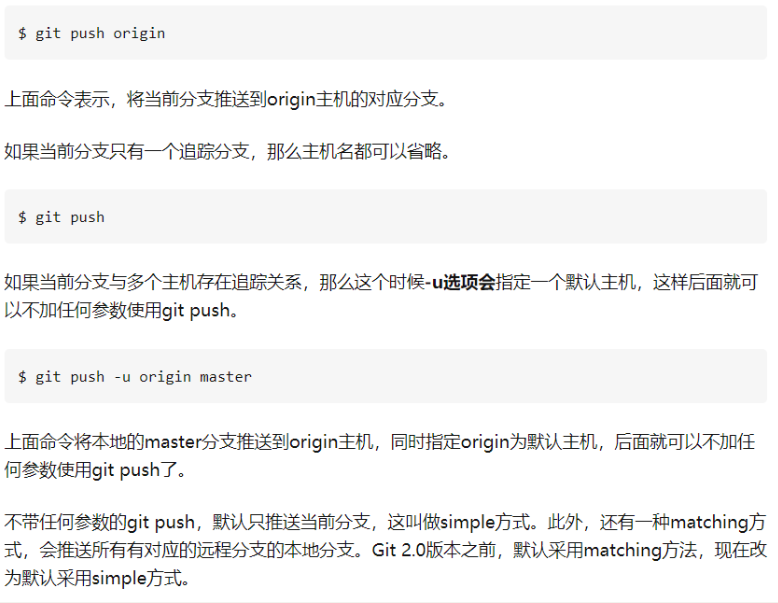 $ git push origin
上面命令表示，将当前分支推送到origin主机的对应分支。
如果当前分支只有一个追踪分支，那么主机名都可以省略。
$ git push
如果当前分支与多个主机存在追踪关系，那么这个时候-u选项会指定一个默认主机，这样后面就可
以不加任何参数使用git push。
$ git push -u origin master
上面命令将本地的master分支推送到origin主机，同时指定origin为默认主机，后面就可以不加任
何参数使用git push了。
不带任何参数的git push，默认只推送当前分支，这叫做simple方式。此外，还有一种matching方
式，会推送所有有对应的远程分支的本地分支。Git 2.0版本之前，默认采用matching方法，现在改
为默认采用simple方式。